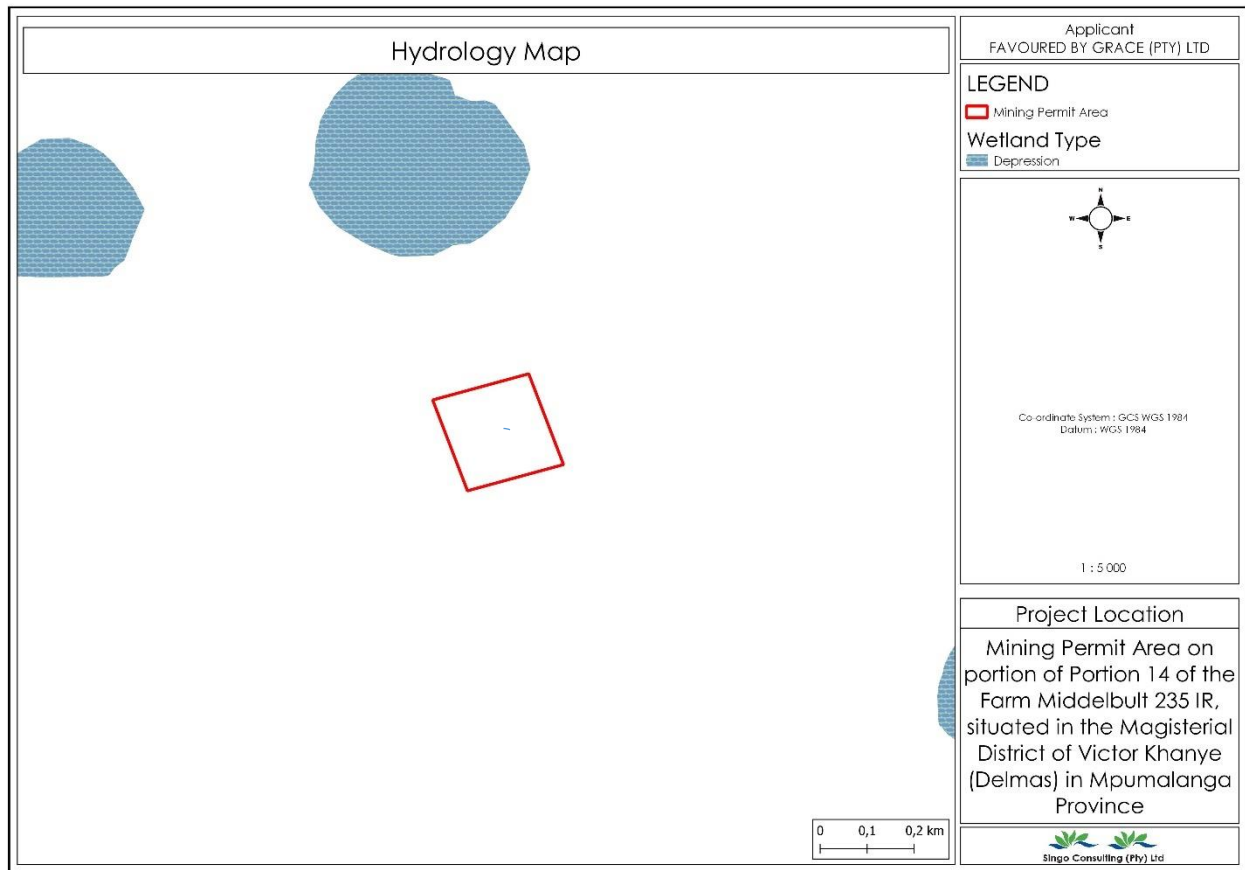 Hydrology Map
Applicant
FAVOURED BY GRACE (PTY) LTD
LEGEND
Mining Permit Area
Wetland Type
Depression
N
W E
S
Co-ordinate System : GCS WGS 1984
Datum : WGS 1984
1 : 5 000
Project Location
Mining Permit Area on
portion of Portion 14 of the
Farm Middelbult 235 IR,
situated in the Magisterial
District of Victor Khanye
(Delmas) in Mpumalanga
Province
0 0,1 0,2 km
Singo Consulting (Pty) Ltd